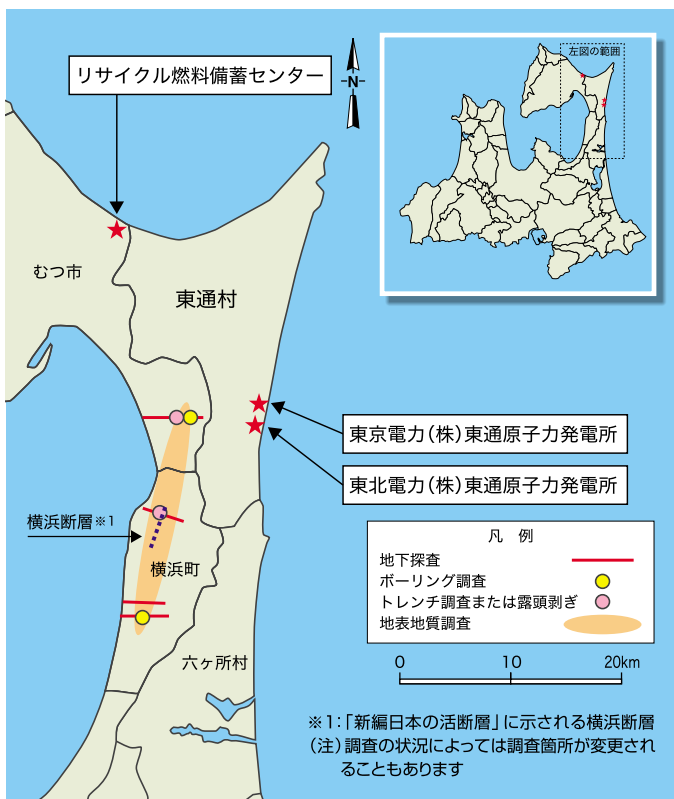 リサイクル燃料備蓄センター
N
左図の範囲
むつ市
東通村
東京電力（株）東通原子力発電所
東北電力（株）東通原子力発電所
横浜断層※1
横浜町
六ヶ所村
凡 例
地下探査
ボーリング調査
トレンチ調査または露頭剥ぎ
地表地質調査
0 10 20km
※1：「新編日本の活断層」に示される横浜断層
（注）調査の状況によっては調査箇所が変更され
ることもあります